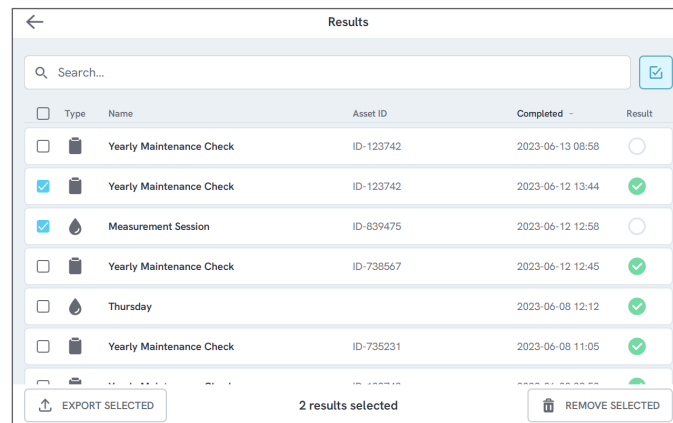 Results
Search...
Type Name Asset ID Completed Result
Yearly Maintenance Check ID-123742 2023-06-13 08:58
Yearly Maintenance Check ID-123742 2023-06-12 13:44
Measurement Session ID-839475 2023-06-12 12:58
Yearly Maintenance Check ID-738567 2023-06-12 12:45
Thursday 2023-06-08 12:12
Yearly Maintenance Check ID-735231 2023-06-08 11:05
EXPORT SELECTED 2 results selected REMOVE SELECTED